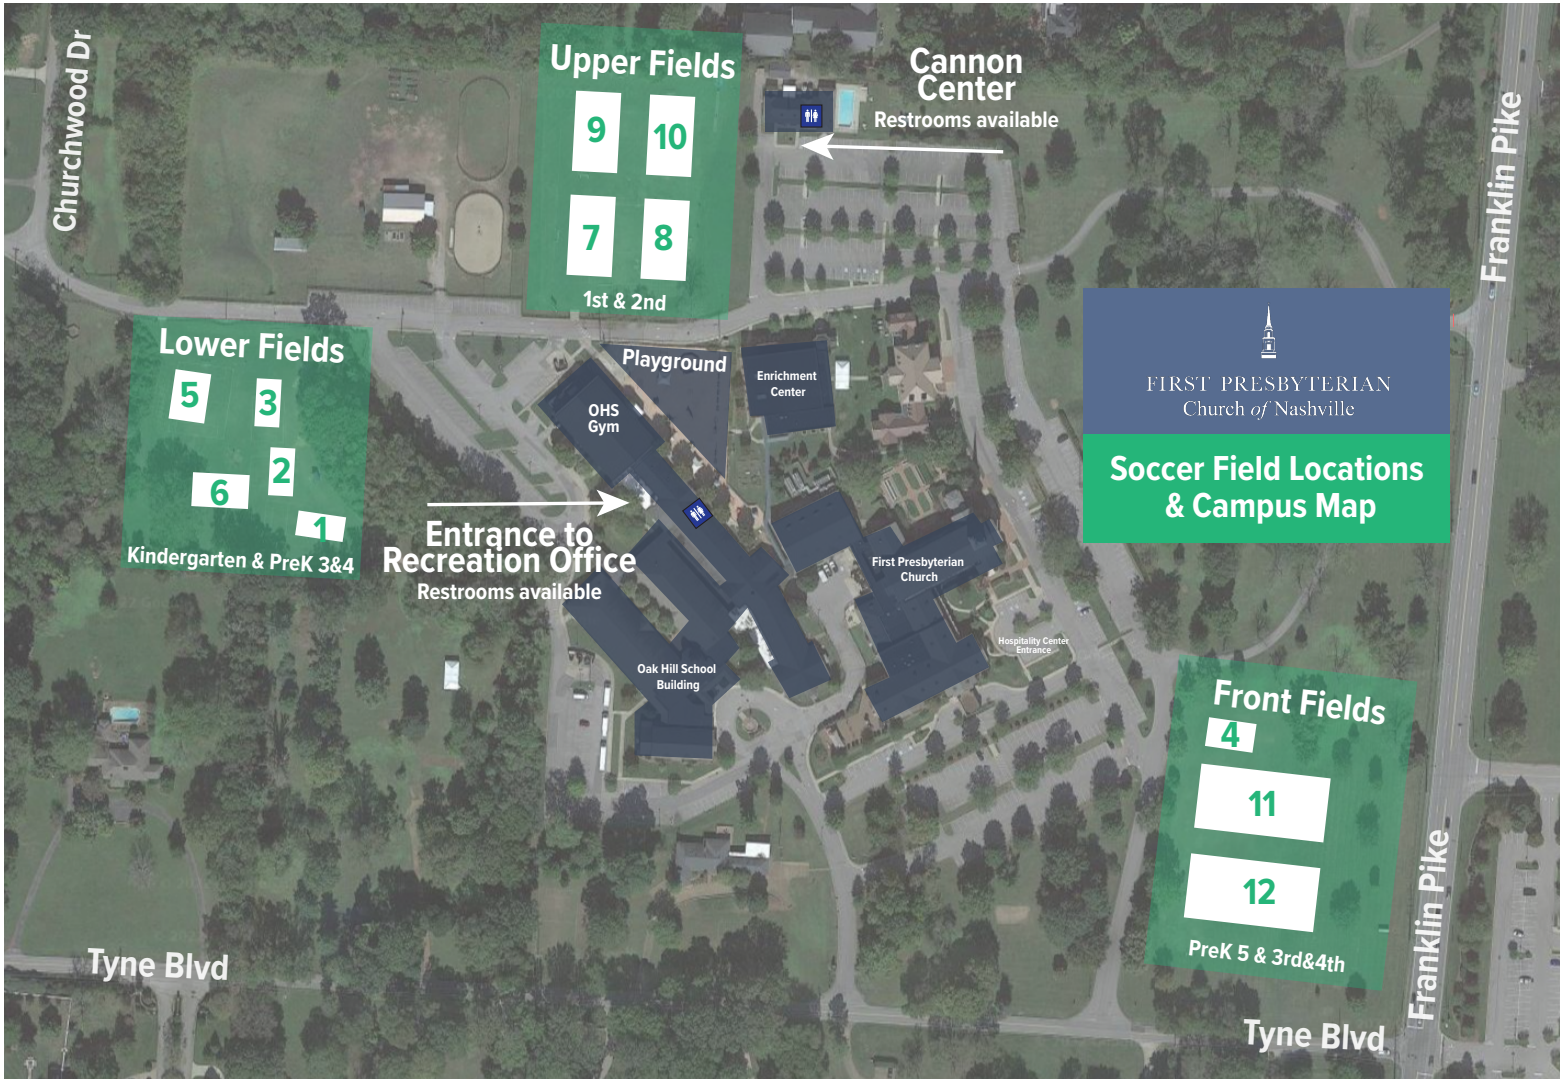 Churchwood Dr
Upper Fields
9
10
7
8
1st & 2nd
Cannon
Center
Restrooms available
Franklin Pike
Lower Fields
5
3
2
6
1
Kindergarten & PreK 3&4
Playground
OHS
Gym
Enrichment
Center
Entrance to
Recreation Office
Restrooms available
First Presbyterian
Church
Hospitality Center
Entrance
Oak Hill School
Building
FIRST PRESBYTERIAN
Church of Nashville
Soccer Field Locations
& Campus Map
Front Fields
4
11
12
PreK 5 & 3rd&4th
Franklin Pike
Tyne Blvd
Tyne Blvd